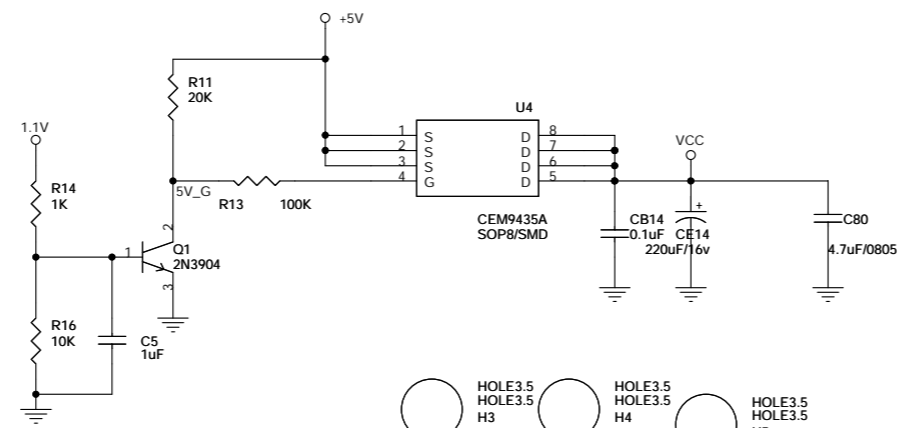 +5V
R11
20K
U4
1.1V
1 S D 8
2 S D 7
3 S D 6
4 G D 5
VCC
R14
1K
5V_G
R13 100K
2
1
Q1
2N3904
3
CEM9435A
SOP8/SMD
CB14
0.1uF
+
CE14
220uF/16v
C80
4.7uF/0805
R16
10K
C5
1uF
HOLE3.5
HOLE3.5
H3
HOLE3.5
HOLE3.5
H4
HOLE3.5
HOLE3.5